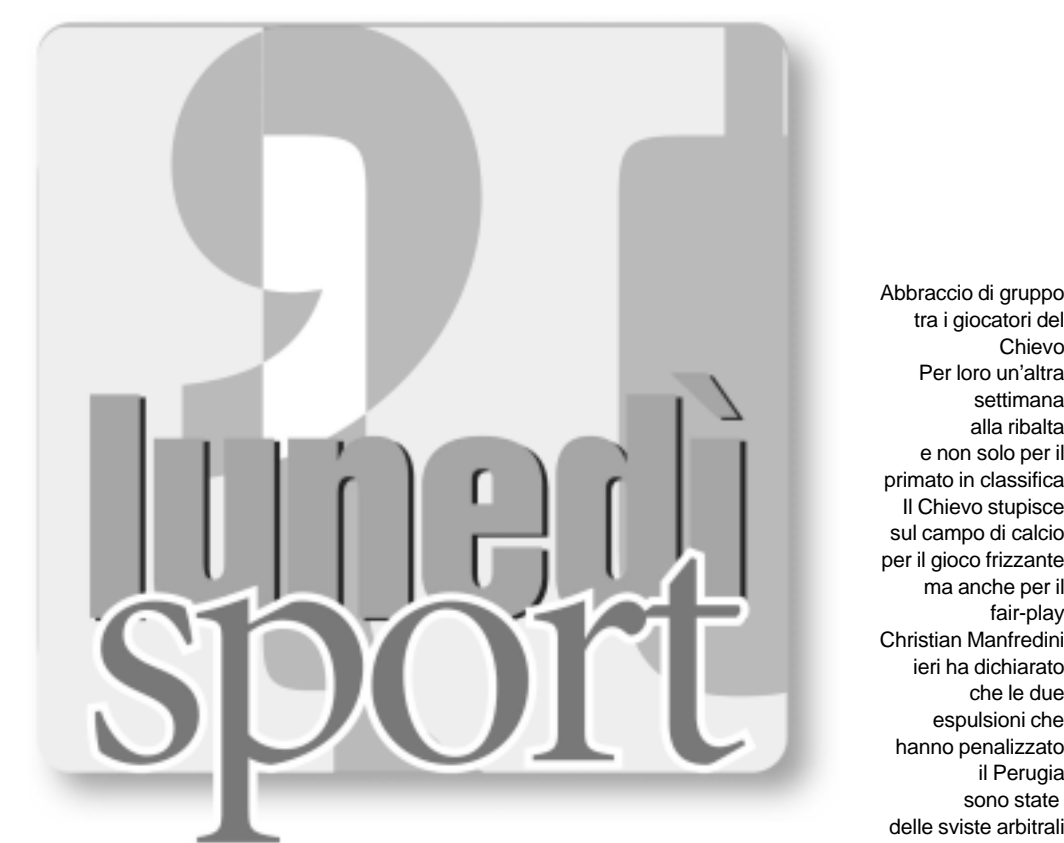 lunedì
sport
Abbraccio di gruppo
tra i giocatori del
Chievo
Per loro un’altra
settimana
alla ribalta
e non solo per il
primato in classifica
Il Chievo stupisce
sul campo di calcio
per il gioco frizzante
ma anche per il
fair-play
Christian Manfredini
ieri ha dichiarato
che le due
espulsioni che
hanno penalizzato
il Perugia
sono state
delle sviste arbitrali